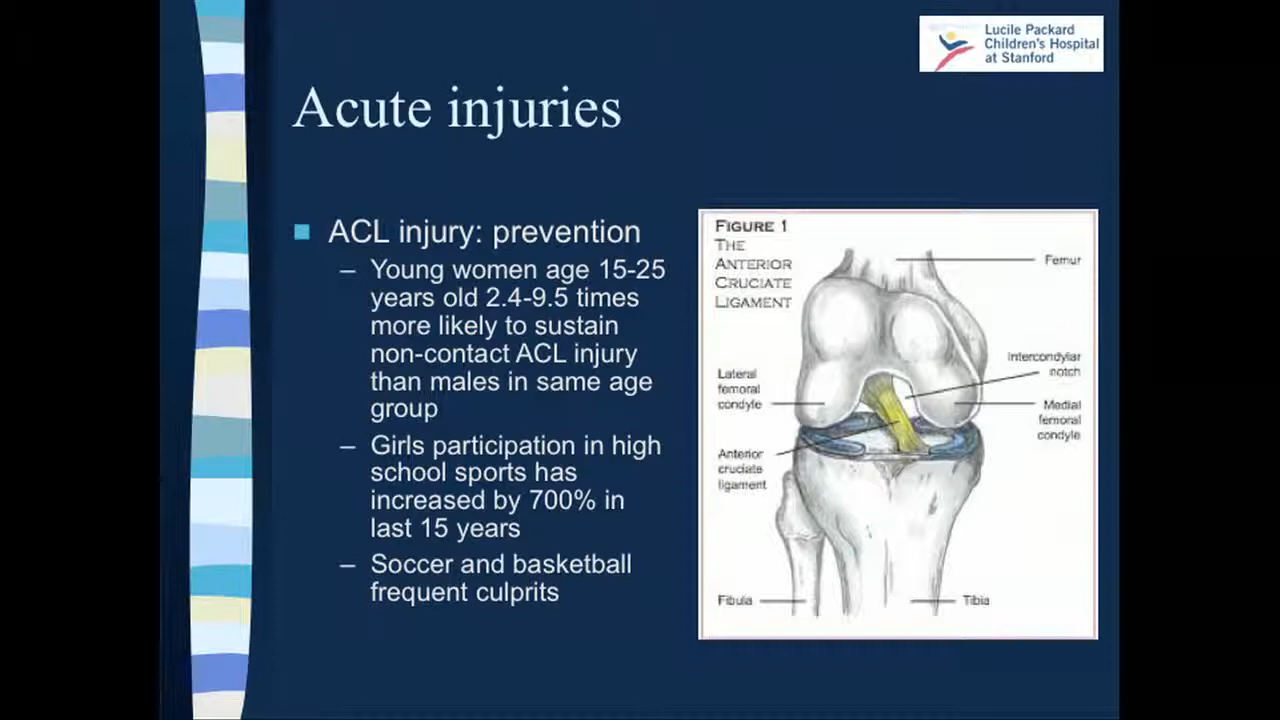 Lucile Packard
Children's Hospital
at Stanford
Acute injuries
ACL injury: prevention
– Young women age 15-25
years old 2.4-9.5 times
more likely to sustain
non-contact ACL injury
than males in same age
group
– Girls participation in high
school sports has
increased by 700% in
last 15 years
– Soccer and basketball
frequent culprits
FIGURE 1
THE
ANTERIOR
CRUCIATE
LIGAMENT
Femur
Intercondylar
notch
Lateral
femoral
condyle
Medial
femoral
condyle
Anterior
cruciate
ligament
Fibula
Tibia